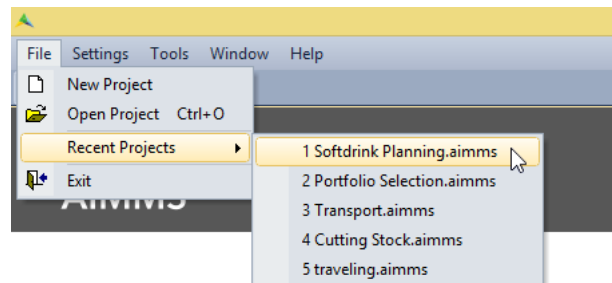 File Settings Tools Window Help
New Project
Open Project Ctrl+O
Recent Projects
Exit
AIMMS
1 Softdrink Planning.aimms
2 Portfolio Selection.aimms
3 Transport.aimms
4 Cutting Stock.aimms
5 traveling.aimms